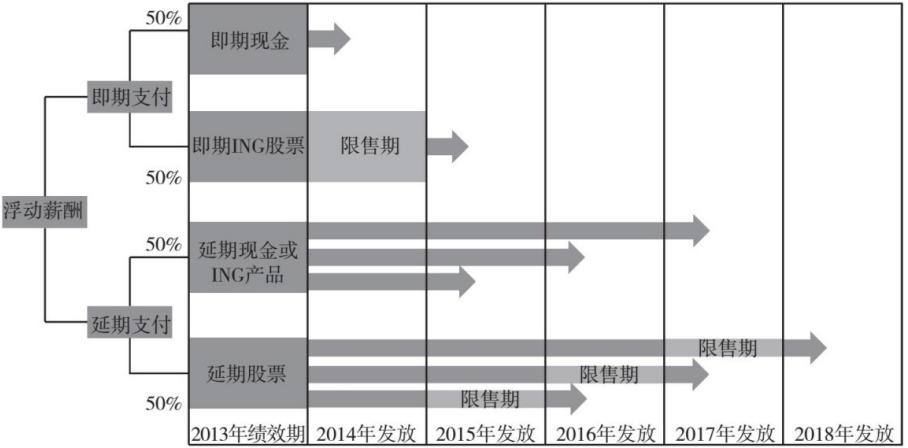 50%
即期现金
即期支付
即期ING股票
限售期
50%
浮动薪酬
50%
延期现金或
ING产品
延期支付
延期股票
限售期
限售期
限售期
50%
2013年绩效期
2014年发放
2015年发放
2016年发放
2017年发放
2018年发放